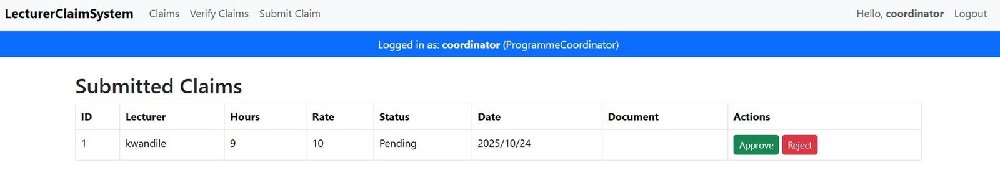 LecturerClaimSystem Claims Verify Claims Submit Claim Hello, coordinator Logout
Logged in as: coordinator (ProgrammeCoordinator)
Submitted Claims
ID Lecturer Hours Rate Status Date Document Actions
1 kwandile 9 10 Pending 2025/10/24 Approve Reject